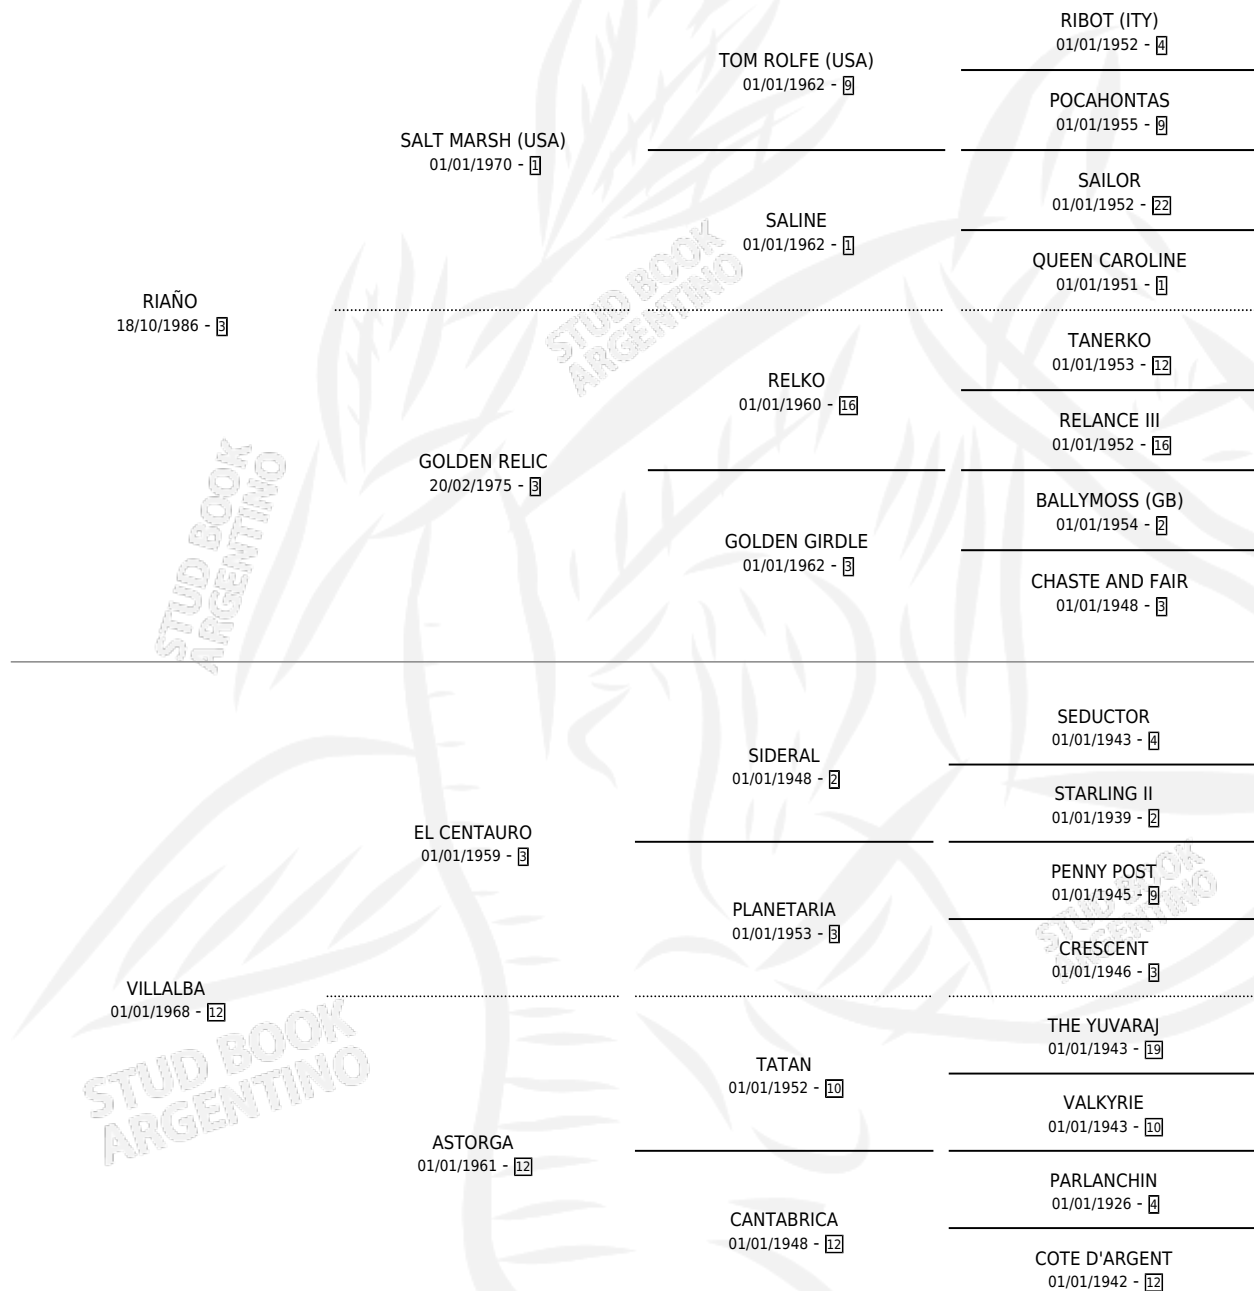 RIBOT (ITY)
01/01/1952 - 4
TOM ROLFE (USA)
01/01/1962 - 9
POCAHONTAS
01/01/1955 - 9
SALT MARSH (USA)
01/01/1970 - 1
SAILOR
01/01/1952 - 22
SALINE
01/01/1962 - 1
QUEEN CAROLINE
01/01/1951 - 1
STUD BOOK
ARGENTINO
RIAÑO
18/10/1986 - 3
TANERKO
01/01/1953 - 12
RELKO
01/01/1960 - 16
RELANCE III
01/01/1952 - 16
GOLDEN RELIC
20/02/1975 - 3
BALLYMOSS (GB)
01/01/1954 - 2
GOLDEN GIRDLE
01/01/1962 - 3
CHASTE AND FAIR
01/01/1948 - 3
STUD BOOK
ARGENTINO
SEDUCTOR
01/01/1943 - 4
SIDERAL
01/01/1948 - 2
STARLING II
01/01/1939 - 2
EL CENTAURO
01/01/1959 - 3
PENNY POST
01/01/1945 - 9
PLANETARIA
01/01/1953 - 3
CRESCENT
01/01/1946 - 3
STUD BOOK
ARGENTINO
VILLALBA
01/01/1968 - 12
THE YUVARAJ
01/01/1943 - 19
TATAN
01/01/1952 - 10
VALKYRIE
01/01/1943 - 10
STUD BOOK
ARGENTINO
ASTORGA
01/01/1961 - 12
PARLANCHIN
01/01/1926 - 4
CANTABRICA
01/01/1948 - 12
COTE D'ARGENT
01/01/1942 - 12